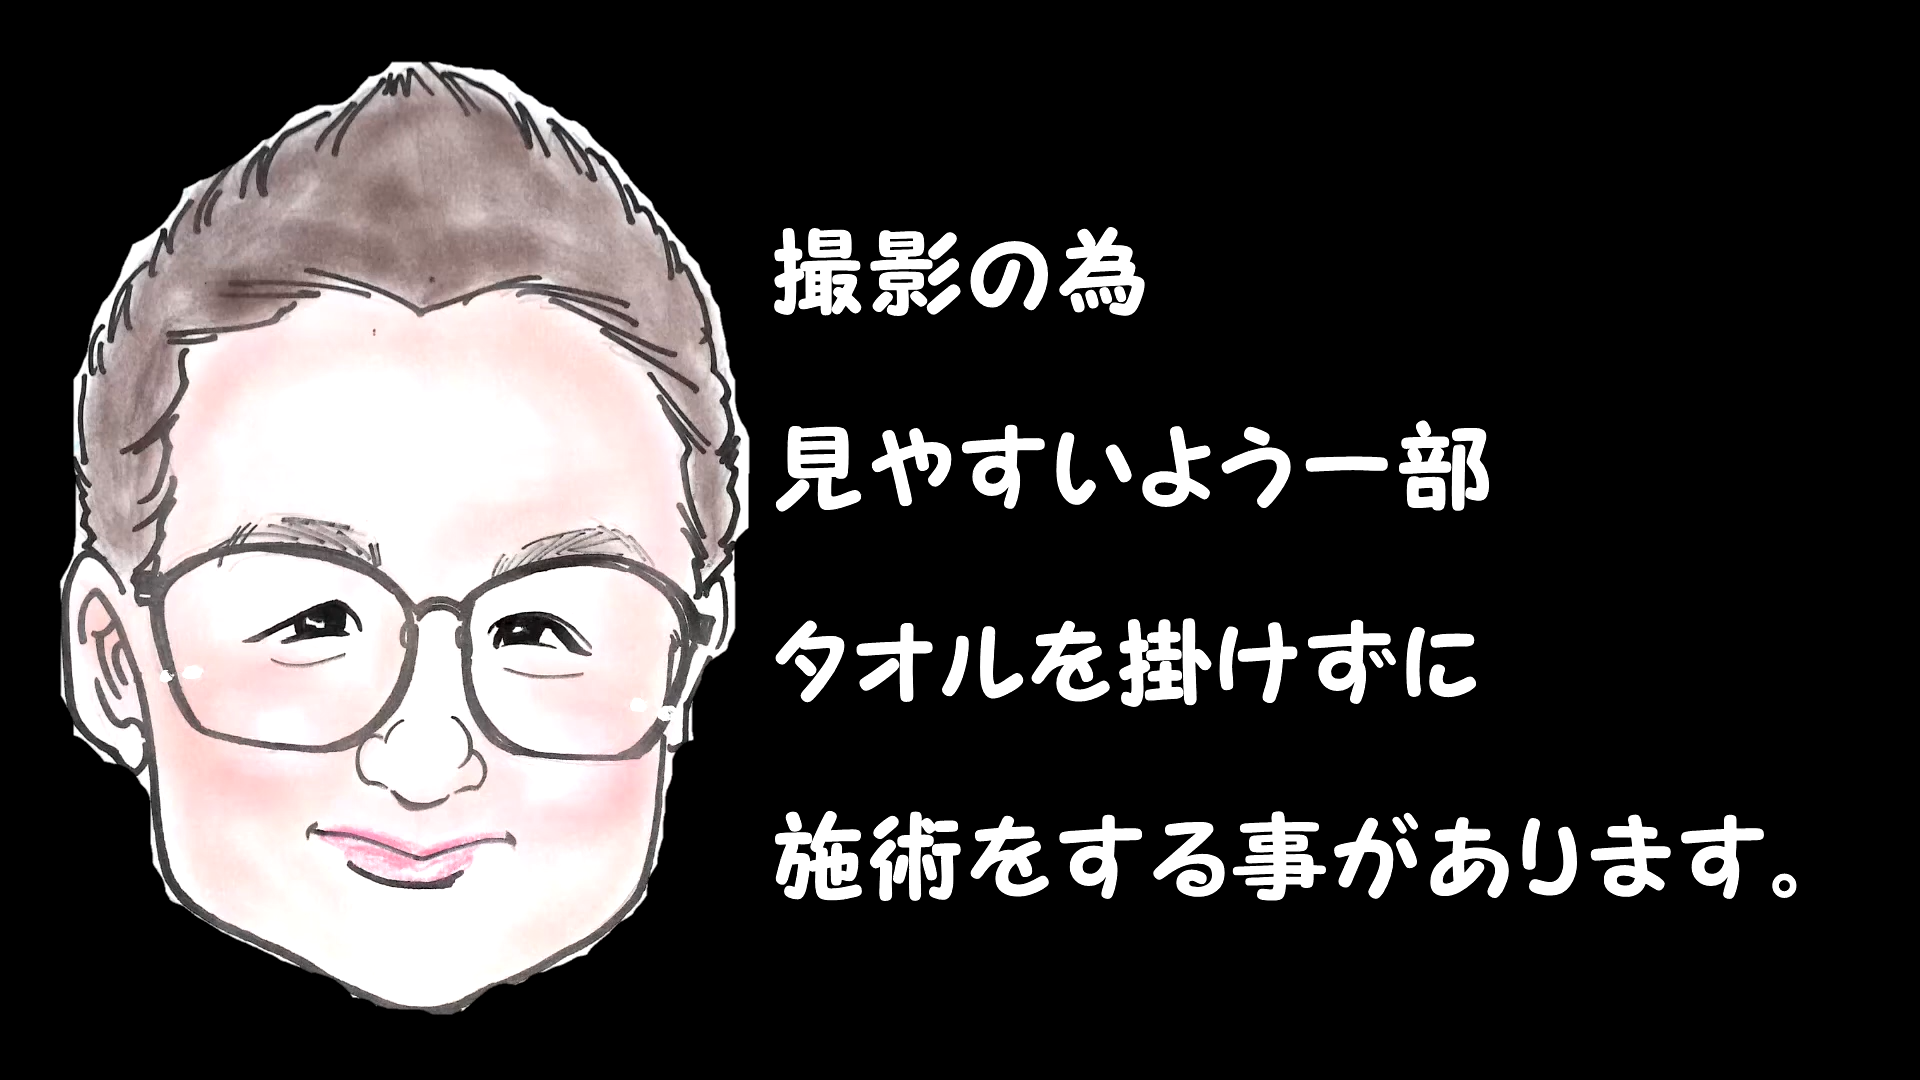 撮影の為
見やすいよう一部
タオルを掛けずに
施術をする事があります。